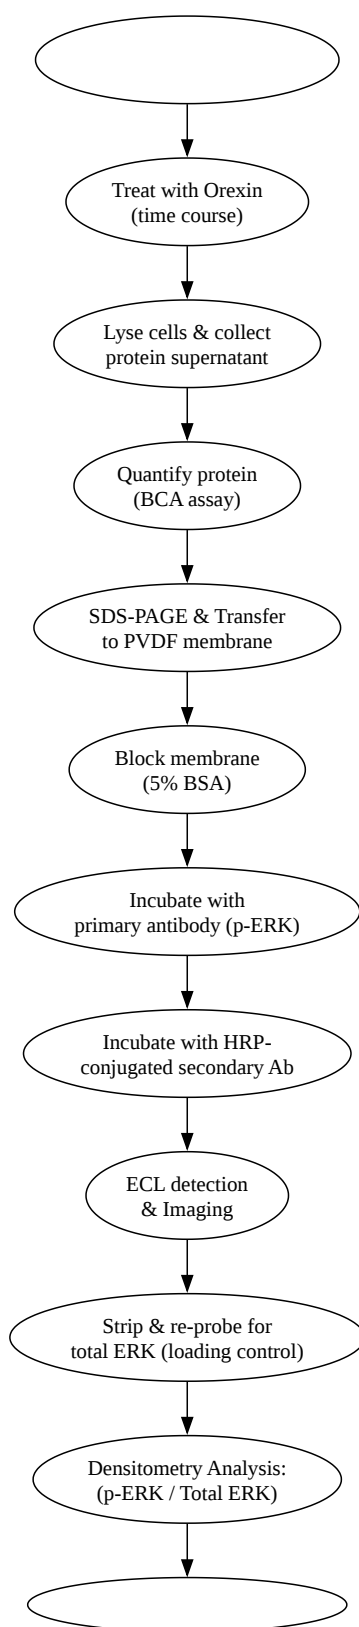 Treat with Orexin
(time course)
Lyse cells & collect
protein supernatant
Quantify protein
(BCA assay)
SDS-PAGE & Transfer
to PVDF membrane
Block membrane
(5% BSA)
Incubate with
primary antibody (p-ERK)
Incubate with HRP-
conjugated secondary Ab
ECL detection
& Imaging
Strip & re-probe for
total ERK (loading control)
Densitometry Analysis:
(p-ERK / Total ERK)